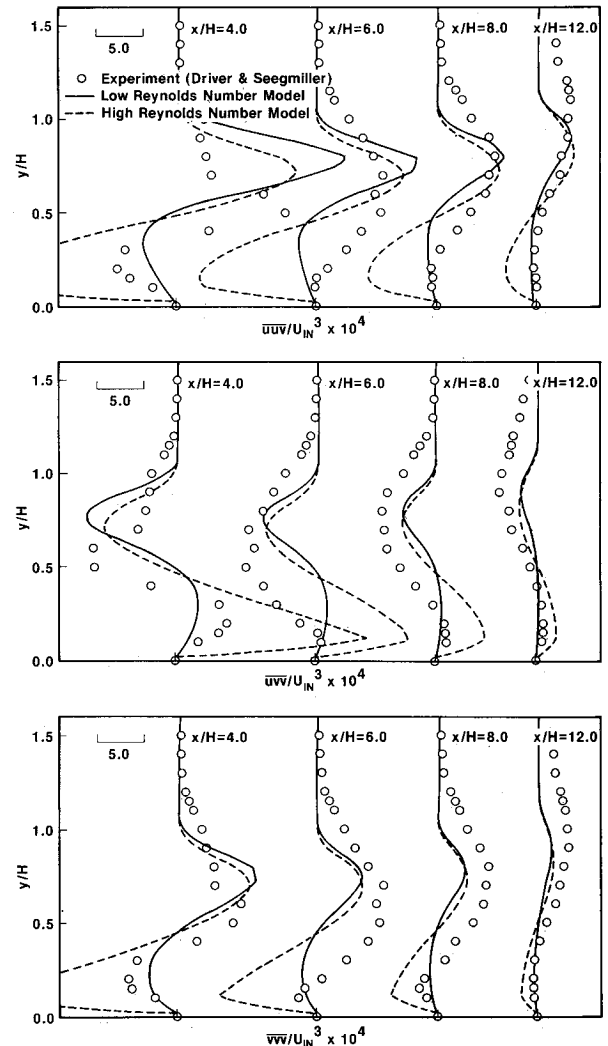 1.5
5.0
x/H=4.0
x/H=6.0
x/H=8.0
x/H=12.0
Experiment (Driver & Seegmiller)
Low Reynolds Number Model
High Reynolds Number Model
1.0
y/H
0.5
0.0
uuv/U_IN^3 x 10^4
1.5
5.0
x/H=4.0
x/H=6.0
x/H=8.0
x/H=12.0
1.0
y/H
0.5
0.0
uvv/U_IN^3 x 10^4
1.5
5.0
x/H=4.0
x/H=6.0
x/H=8.0
x/H=12.0
1.0
y/H
0.5
0.0
vvv/U_IN^3 x 10^4